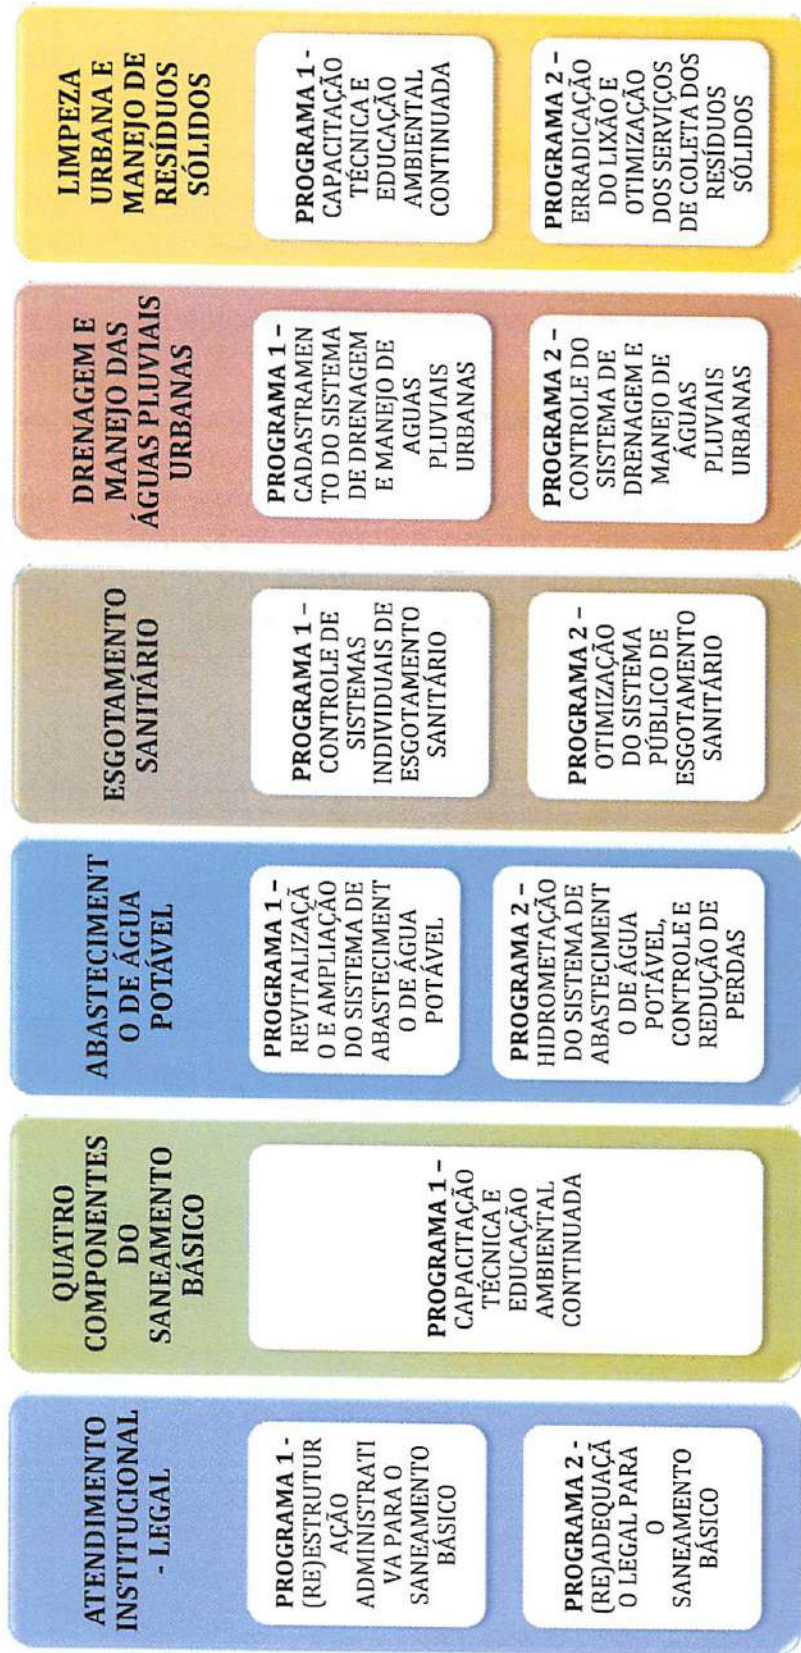 ATENDIMENTO
INSTITUCIONAL
- LEGAL
PROGRAMA 1 -
(RE)ESTRUTUR
AÇÃO
ADMINISTRATI
VA PARA O
SANEAMENTO
BÁSICO
PROGRAMA 2 -
(RE)ADEQUAÇÃ
O LEGAL PARA
O
SANEAMENTO
BÁSICO
QUATRO
COMPONENTES
DO
SANEAMENTO
BÁSICO
PROGRAMA 1 –
CAPACITAÇÃO
TÉCNICA E
EDUCAÇÃO
AMBIENTAL
CONTINUADA
ABASTECIMENT
O DE ÁGUA
POTÁVEL
PROGRAMA 1 –
REVITALIZAÇÃ
O E AMPLIAÇÃO
DO SISTEMA DE
ABASTECIMENT
O DE ÁGUA
POTÁVEL
PROGRAMA 2 –
HIDROMETAÇÃO
DO SISTEMA DE
ABASTECIMENT
O DE ÁGUA
POTÁVEL,
CONTROLE E
REDUÇÃO DE
PERDAS
ESGOTAMENTO
SANITÁRIO
PROGRAMA 1 –
CONTROLE DE
SISTEMAS
INDIVIDUAIS DE
ESGOTAMENTO
SANITÁRIO
PROGRAMA 2 –
OTIMIZAÇÃO
DO SISTEMA
PÚBLICO DE
ESGOTAMENTO
SANITÁRIO
DRENAGEM E
MANEJO DAS
ÁGUAS PLUVIAIS
URBANAS
PROGRAMA 1 –
CADASTRAMEN
TO DO SISTEMA
DE DRENAGEM
E MANEJO DE
AGUAS
PLUVIAIS
URBANAS
PROGRAMA 2 –
CONTROLE DO
SISTEMA DE
DRENAGEM E
MANEJO DE
ÁGUAS
PLUVIAIS
URBANAS
LIMPEZA
URBANA E
MANEJO DE
RESÍDUOS
SÓLIDOS
PROGRAMA 1 -
CAPACITAÇÃO
TÉCNICA E
EDUCAÇÃO
AMBIENTAL
CONTINUADA
PROGRAMA 2 –
ERRADICAÇÃO
DO LIXÃO E
OTIMIZAÇÃO
DOS SERVIÇOS
DE COLETA DOS
RESÍDUOS
SÓLIDOS